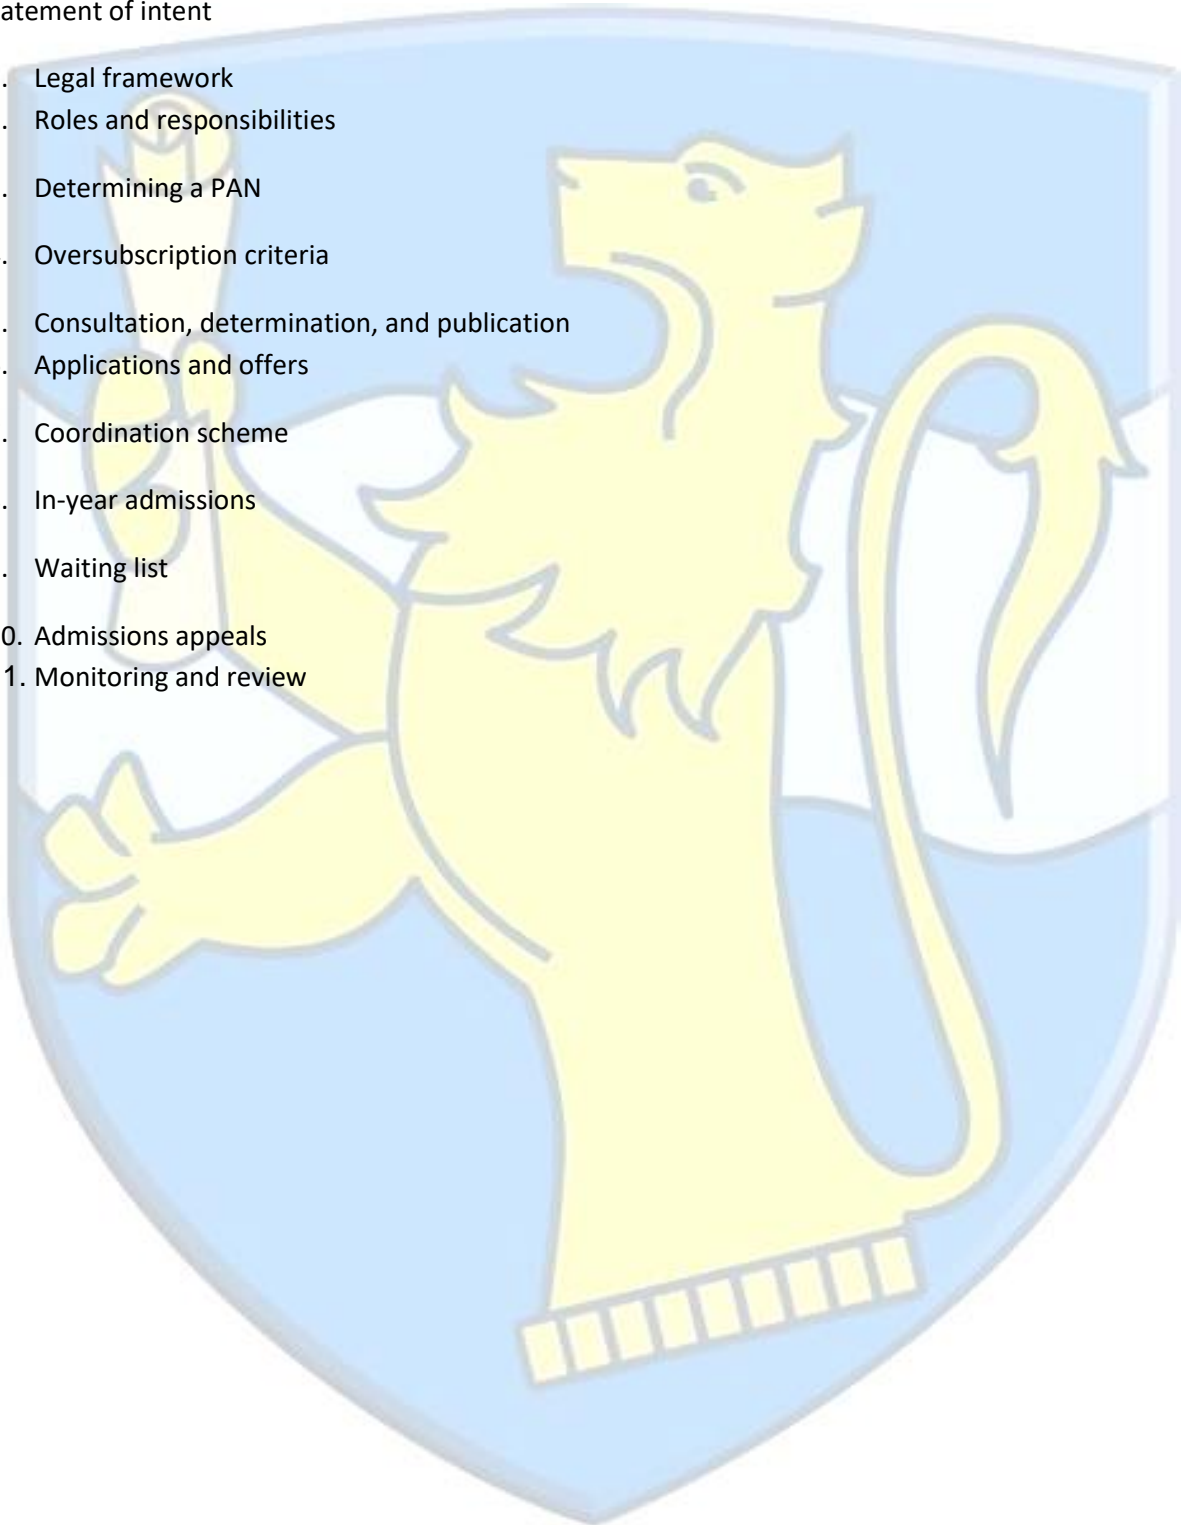 atement of intent
. Legal framework
. Roles and responsibilities
. Determining a PAN
. Oversubscription criteria
. Consultation, determination, and publication
. Applications and offers
. Coordination scheme
. In-year admissions
. Waiting list
0. Admissions appeals
1. Monitoring and review